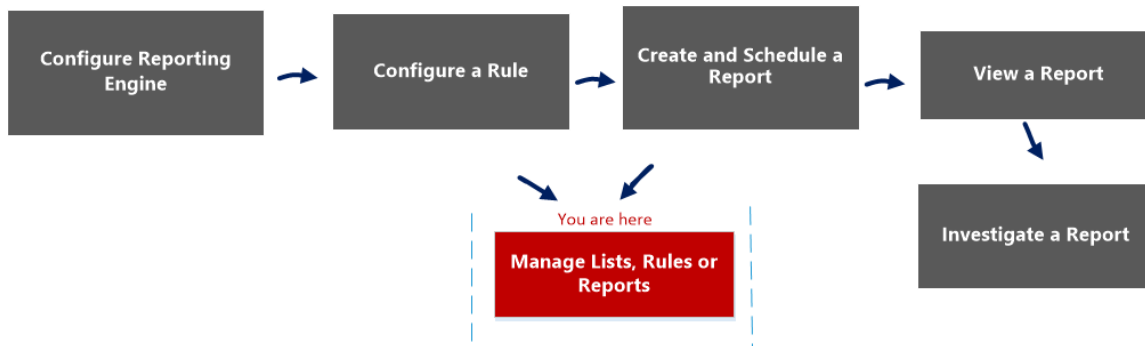 Configure Reporting
Engine
Configure a Rule
Create and Schedule a
Report
View a Report
You are here
Manage Lists, Rules or
Reports
Investigate a Report